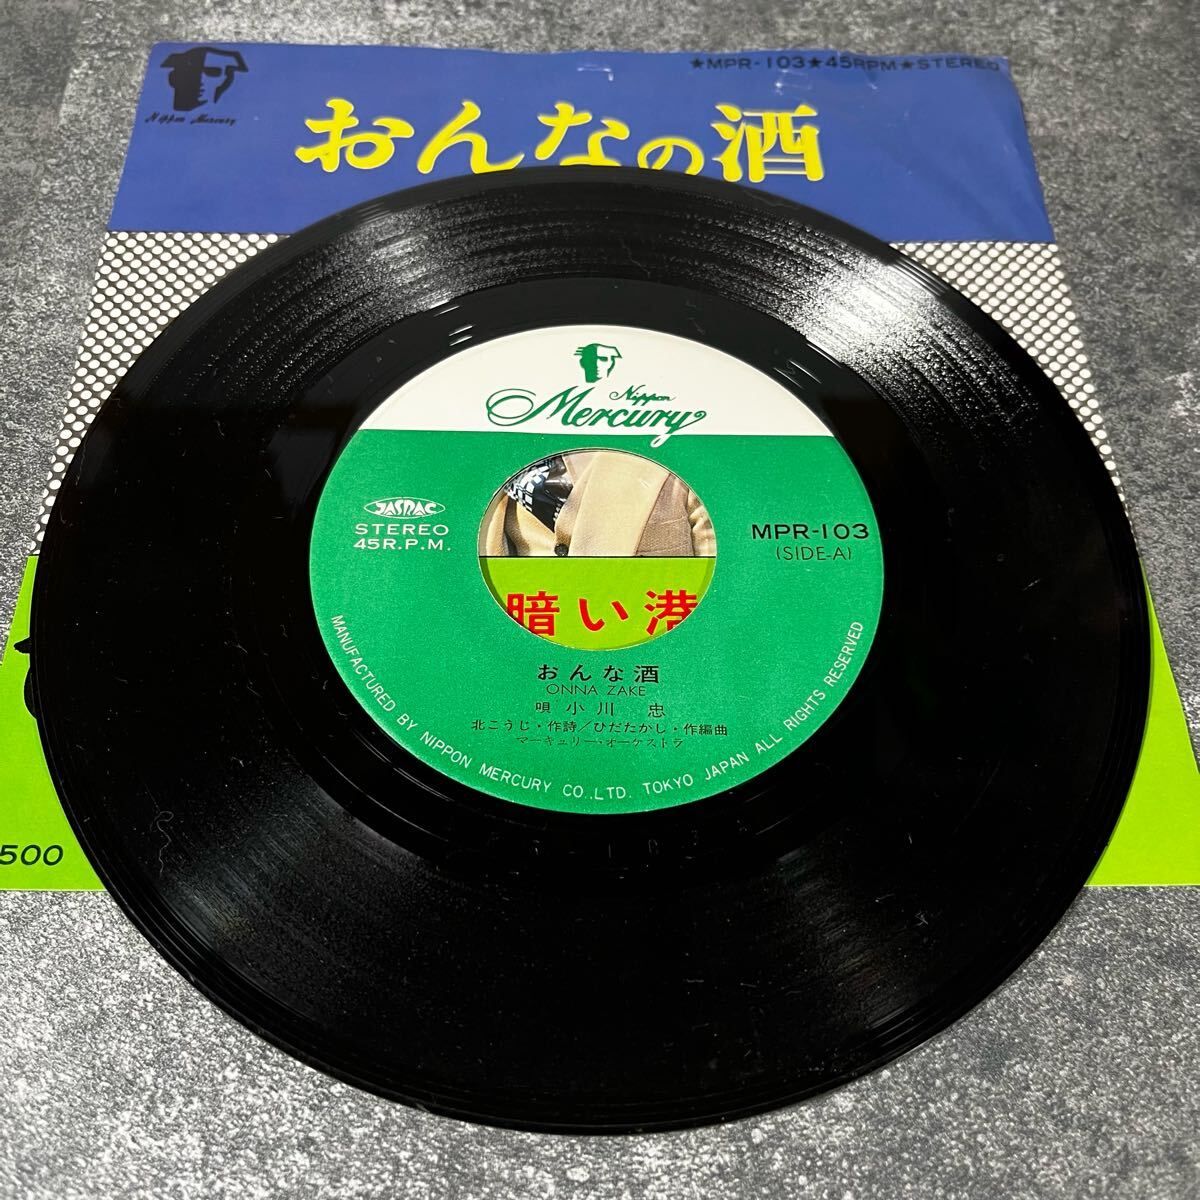 ★MPR-103★45RPM★STEREO
Nippon Mercury
おんなの酒
Nippon
Mercury
JASRAC
STEREO
45R.P.M.
MPR-103
(SIDE-A)
暗い港
おんな酒
ONNA ZAKE
唄 小川 忠
北こうじ・作詩/ひだたかし・作編曲
マーキュリー・オーケストラ
MANUFACTURED BY NIPPON MERCURY CO.,LTD. TOKYO JAPAN ALL RIGHTS RESERVED
500